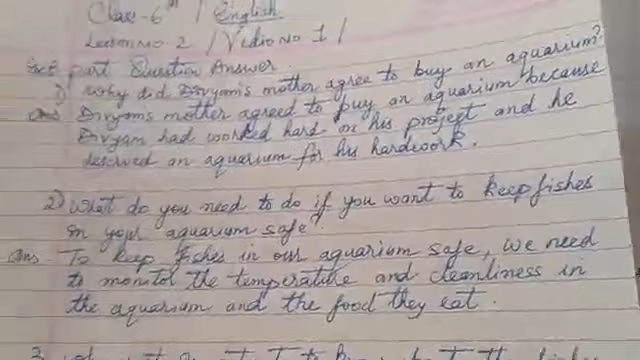 Class-6th / English
Lesson No. 2 / Vedio No 1 /
part Question Answer
1) Why did Divyam's mother agree to buy an aquarium?
Ans Divyam's mother agreed to buy an aquarium because
Divyam had worked hard on his project and he
deserved an aquarium for his hardwork.
2) What do you need to do if you want to keep fishes
in your aquarium safe?
Ans. To keep fishes in our aquarium safe, we need
to monitor the temperature and cleanliness in
the aquarium and the food they eat.
3